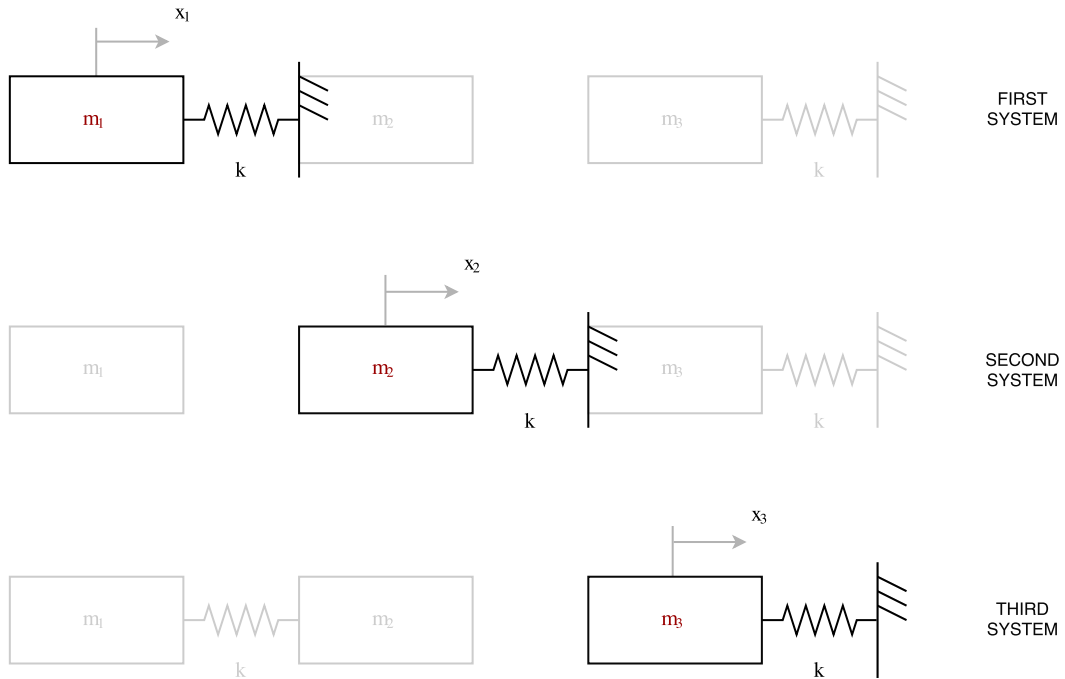 x₁
m₁
m₂
m₃
FIRST
SYSTEM
k
k
x₂
m₁
m₂
m₃
SECOND
SYSTEM
k
k
x₃
m₁
m₂
m₃
THIRD
SYSTEM
k
k